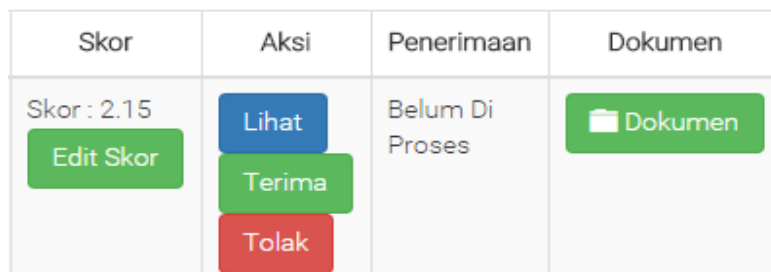 Skor Aksi Penerimaan Dokumen
Skor : 2.15
Edit Skor
Lihat
Terima
Tolak
Belum Di
Proses
Dokumen